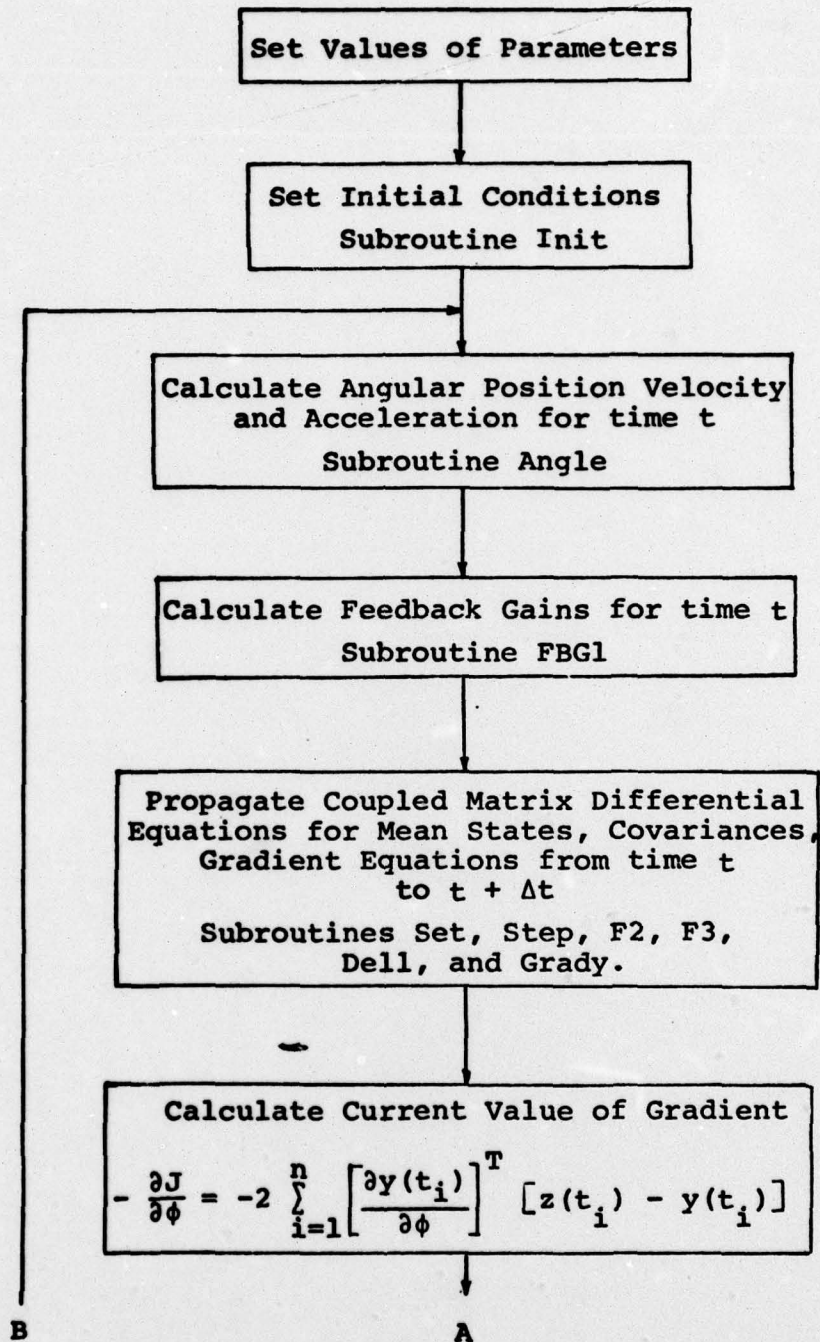 Set Values of Parameters
Set Initial Conditions
Subroutine Init
Calculate Angular Position Velocity
and Acceleration for time t
Subroutine Angle
Calculate Feedback Gains for time t
Subroutine FBG1
Propagate Coupled Matrix Differential
Equations for Mean States, Covariances,
Gradient Equations from time t
to t + Δt
Subroutines Set, Step, F2, F3,
Dell, and Grady.
Calculate Current Value of Gradient
- ∂J/∂φ = -2 Σ_{i=1}^{n} [∂y(t_i)/∂φ]^T [z(t_i) - y(t_i)]
B A